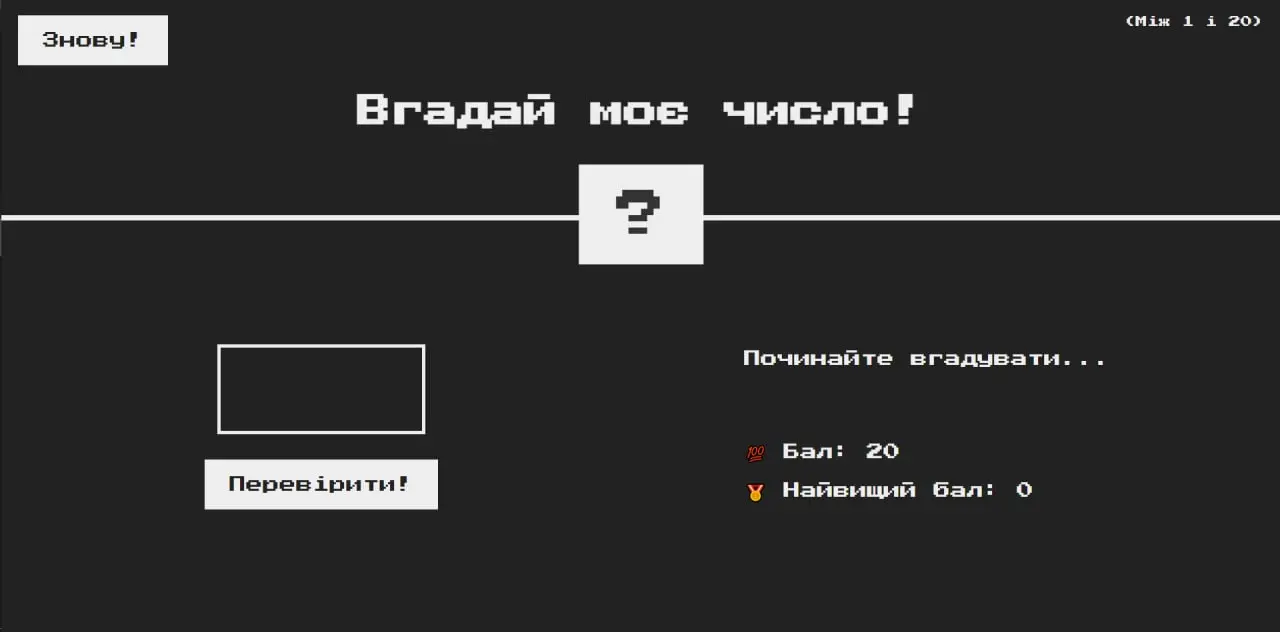 Знову!
(Між 1 і 20)
Вгадай моє число!
?
Починайте вгадувати...
💯 Бал: 20
🥇 Найвищий бал: 0
Перевірити!